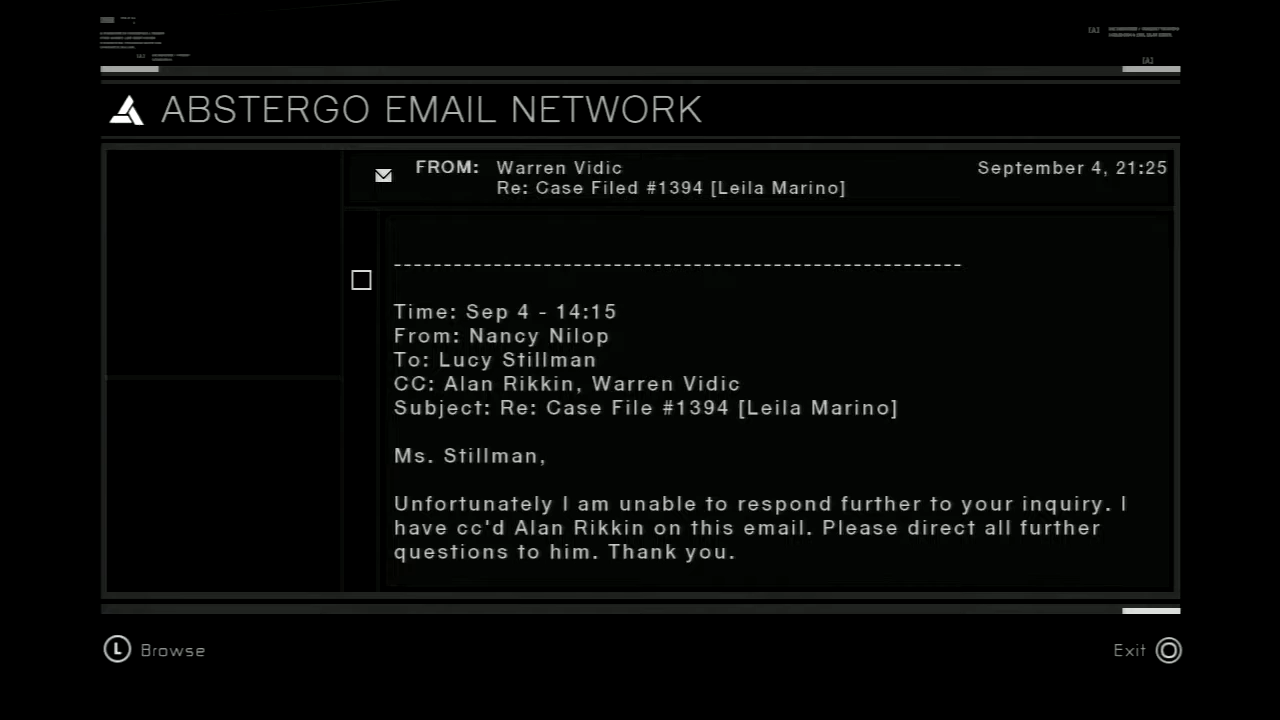 ABSTERGO EMAIL NETWORK
FROM: Warren Vidic September 4, 21:25
Re: Case Filed #1394 [Leila Marino]
---------------------------------------------------------
Time: Sep 4 - 14:15
From: Nancy Nilop
To: Lucy Stillman
CC: Alan Rikkin, Warren Vidic
Subject: Re: Case File #1394 [Leila Marino]
Ms. Stillman,
Unfortunately I am unable to respond further to your inquiry. I
have cc'd Alan Rikkin on this email. Please direct all further
questions to him. Thank you.
L Browse Exit